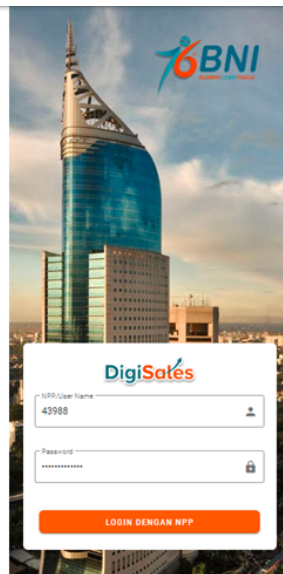 76 BNI
DigiSales
NPP/User Name
43988
Password
•••••••••••••
LOGIN DENGAN NPP